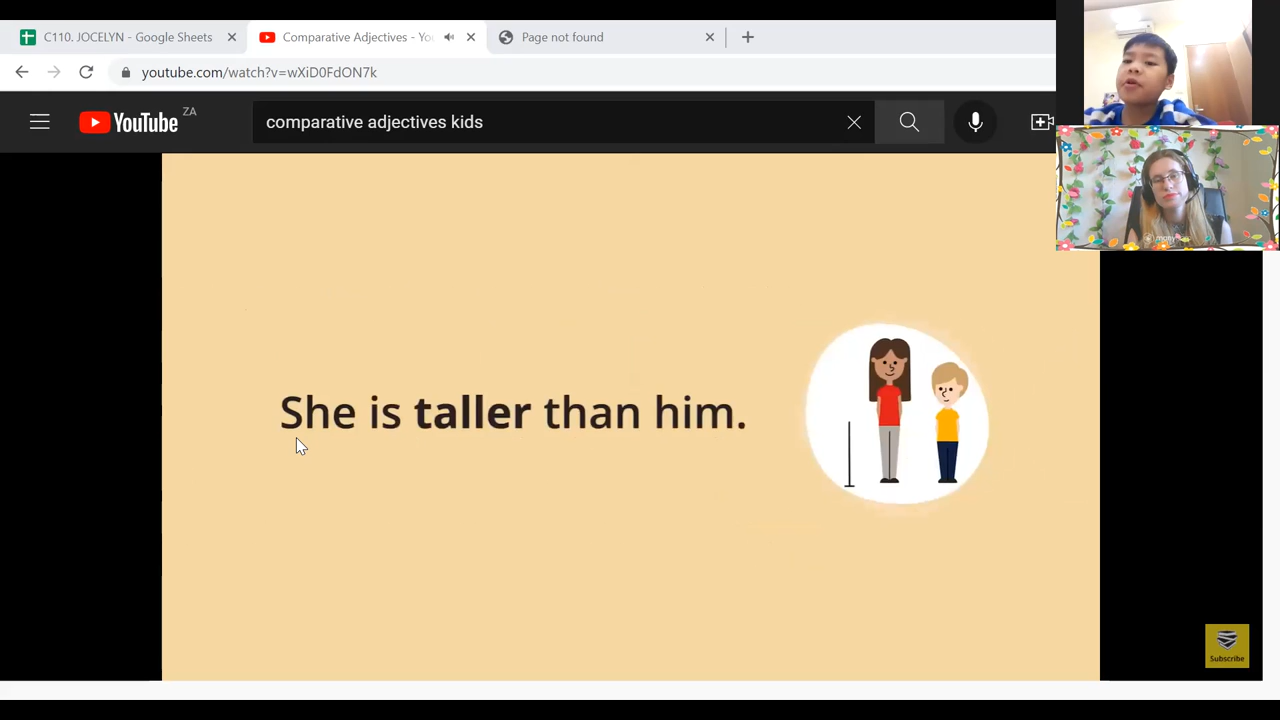 C110. JOCELYN - Google Sheets
Comparative Adjectives - Yo
Page not found
youtube.com/watch?v=wXiD0FdON7k
YouTube ZA
comparative adjectives kids
She is taller than him.
Subscribe